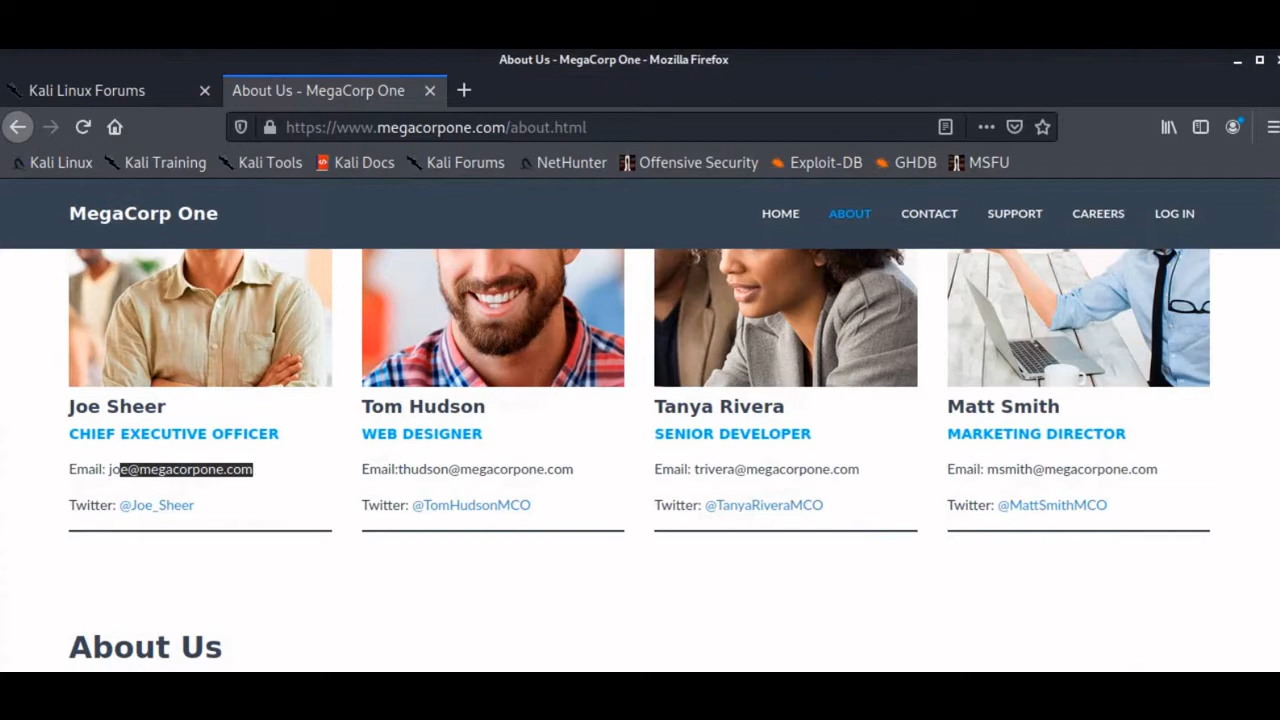 About Us - MegaCorp One - Mozilla Firefox
Kali Linux Forums
About Us - MegaCorp One
https://www.megacorpone.com/about.html
Kali Linux Kali Training Kali Tools Kali Docs Kali Forums NetHunter Offensive Security Exploit-DB GHDB MSFU
MegaCorp One
HOME ABOUT CONTACT SUPPORT CAREERS LOG IN
Joe Sheer
CHIEF EXECUTIVE OFFICER
Email: joe@megacorpone.com
Twitter: @Joe_Sheer
Tom Hudson
WEB DESIGNER
Email:thudson@megacorpone.com
Twitter: @TomHudsonMCO
Tanya Rivera
SENIOR DEVELOPER
Email: trivera@megacorpone.com
Twitter: @TanyaRiveraMCO
Matt Smith
MARKETING DIRECTOR
Email: msmith@megacorpone.com
Twitter: @MattSmithMCO
About Us